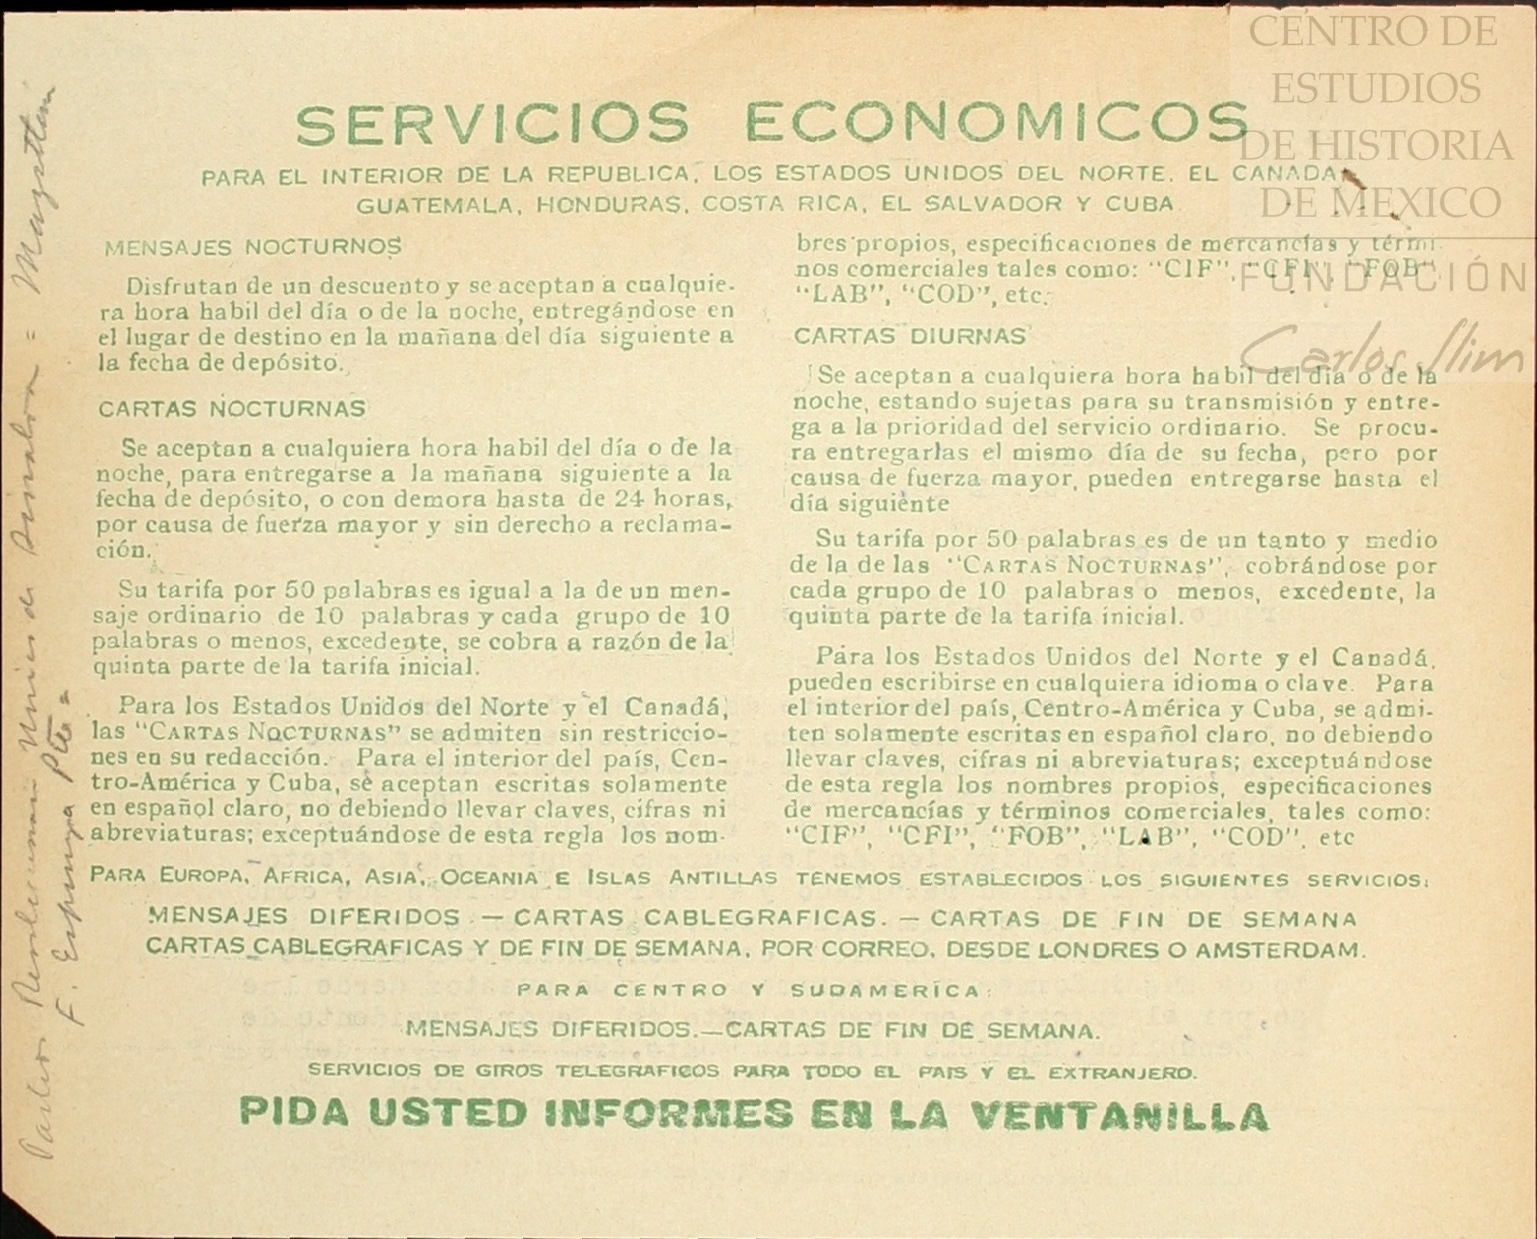 CENTRO DE
ESTUDIOS
DE HISTORIA
DE MEXICO
FUNDACIÓN
Carlos Slim
SERVICIOS ECONOMICOS
PARA EL INTERIOR DE LA REPUBLICA, LOS ESTADOS UNIDOS DEL NORTE, EL CANADA,
GUATEMALA, HONDURAS, COSTA RICA, EL SALVADOR Y CUBA
MENSAJES NOCTURNOS
Disfrutan de un descuento y se aceptan a cualquie-
ra hora habil del día o de la noche, entregándose en
el lugar de destino en la mañana del día siguiente a
la fecha de depósito.
CARTAS NOCTURNAS
Se aceptan a cualquiera hora habil del día o de la
noche, para entregarse a la mañana siguiente a la
fecha de depósito, o con demora hasta de 24 horas,
por causa de fuerza mayor y sin derecho a reclama-
ción.
Su tarifa por 50 palabras es igual a la de un men-
saje ordinario de 10 palabras y cada grupo de 10
palabras o menos, excedente, se cobra a razón de la
quinta parte de la tarifa inicial.
Para los Estados Unidos del Norte y el Canadá,
las "CARTAS NOCTURNAS" se admiten sin restriccio-
nes en su redacción. Para el interior del país, Cen-
tro-América y Cuba, se aceptan escritas solamente
en español claro, no debiendo llevar claves, cifras ni
abreviaturas; exceptuándose de esta regla los nom-
bres propios, especificaciones de mercancías y térmi-
nos comerciales tales como: "CIF", "CFI", "FOB",
"LAB", "COD", etc.
CARTAS DIURNAS
Se aceptan a cualquiera hora habil del día o de la
noche, estando sujetas para su transmisión y entre-
ga a la prioridad del servicio ordinario. Se procu-
ra entregarlas el mismo día de su fecha, pero por
causa de fuerza mayor, pueden entregarse hasta el
día siguiente
Su tarifa por 50 palabras es de un tanto y medio
de la de las "CARTAS NOCTURNAS", cobrándose por
cada grupo de 10 palabras o menos, excedente, la
quinta parte de la tarifa inicial.
Para los Estados Unidos del Norte y el Canadá,
pueden escribirse en cualquiera idioma o clave. Para
el interior del país, Centro-América y Cuba, se admi-
ten solamente escritas en español claro, no debiendo
llevar claves, cifras ni abreviaturas; exceptuándose
de esta regla los nombres propios, especificaciones
de mercancías y términos comerciales, tales como:
"CIF", "CFI", "FOB", "LAB", "COD", etc
PARA EUROPA, AFRICA, ASIA, OCEANIA E ISLAS ANTILLAS TENEMOS ESTABLECIDOS LOS SIGUIENTES SERVICIOS:
MENSAJES DIFERIDOS — CARTAS CABLEGRAFICAS. — CARTAS DE FIN DE SEMANA
CARTAS CABLEGRAFICAS Y DE FIN DE SEMANA, POR CORREO, DESDE LONDRES O AMSTERDAM.
PARA CENTRO Y SUDAMERICA:
MENSAJES DIFERIDOS.—CARTAS DE FIN DE SEMANA.
SERVICIOS DE GIROS TELEGRAFICOS PARA TODO EL PAIS Y EL EXTRANJERO.
PIDA USTED INFORMES EN LA VENTANILLA
Sinaloa = Mazatlán
F. Espinoza Pte =